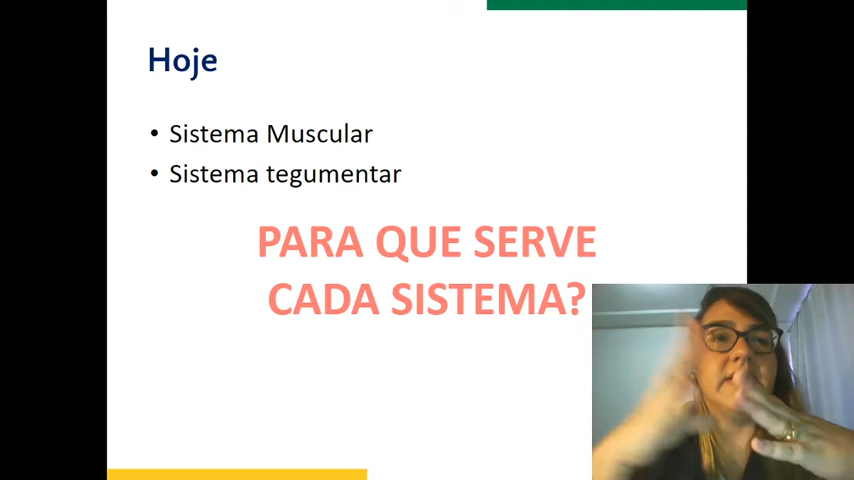 Hoje
• Sistema Muscular
• Sistema tegumentar
PARA QUE SERVE
CADA SISTEMA?